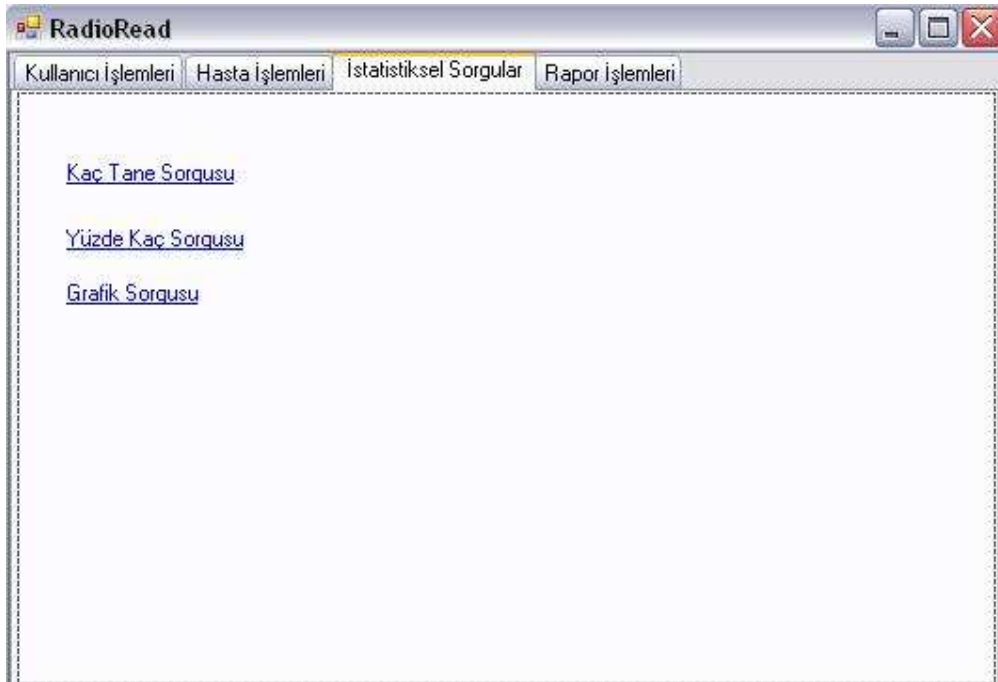 RadioRead
Kullanıcı İşlemleri Hasta İşlemleri İstatistiksel Sorgular Rapor İşlemleri
Kaç Tane Sorgusu
Yüzde Kaç Sorgusu
Grafik Sorgusu